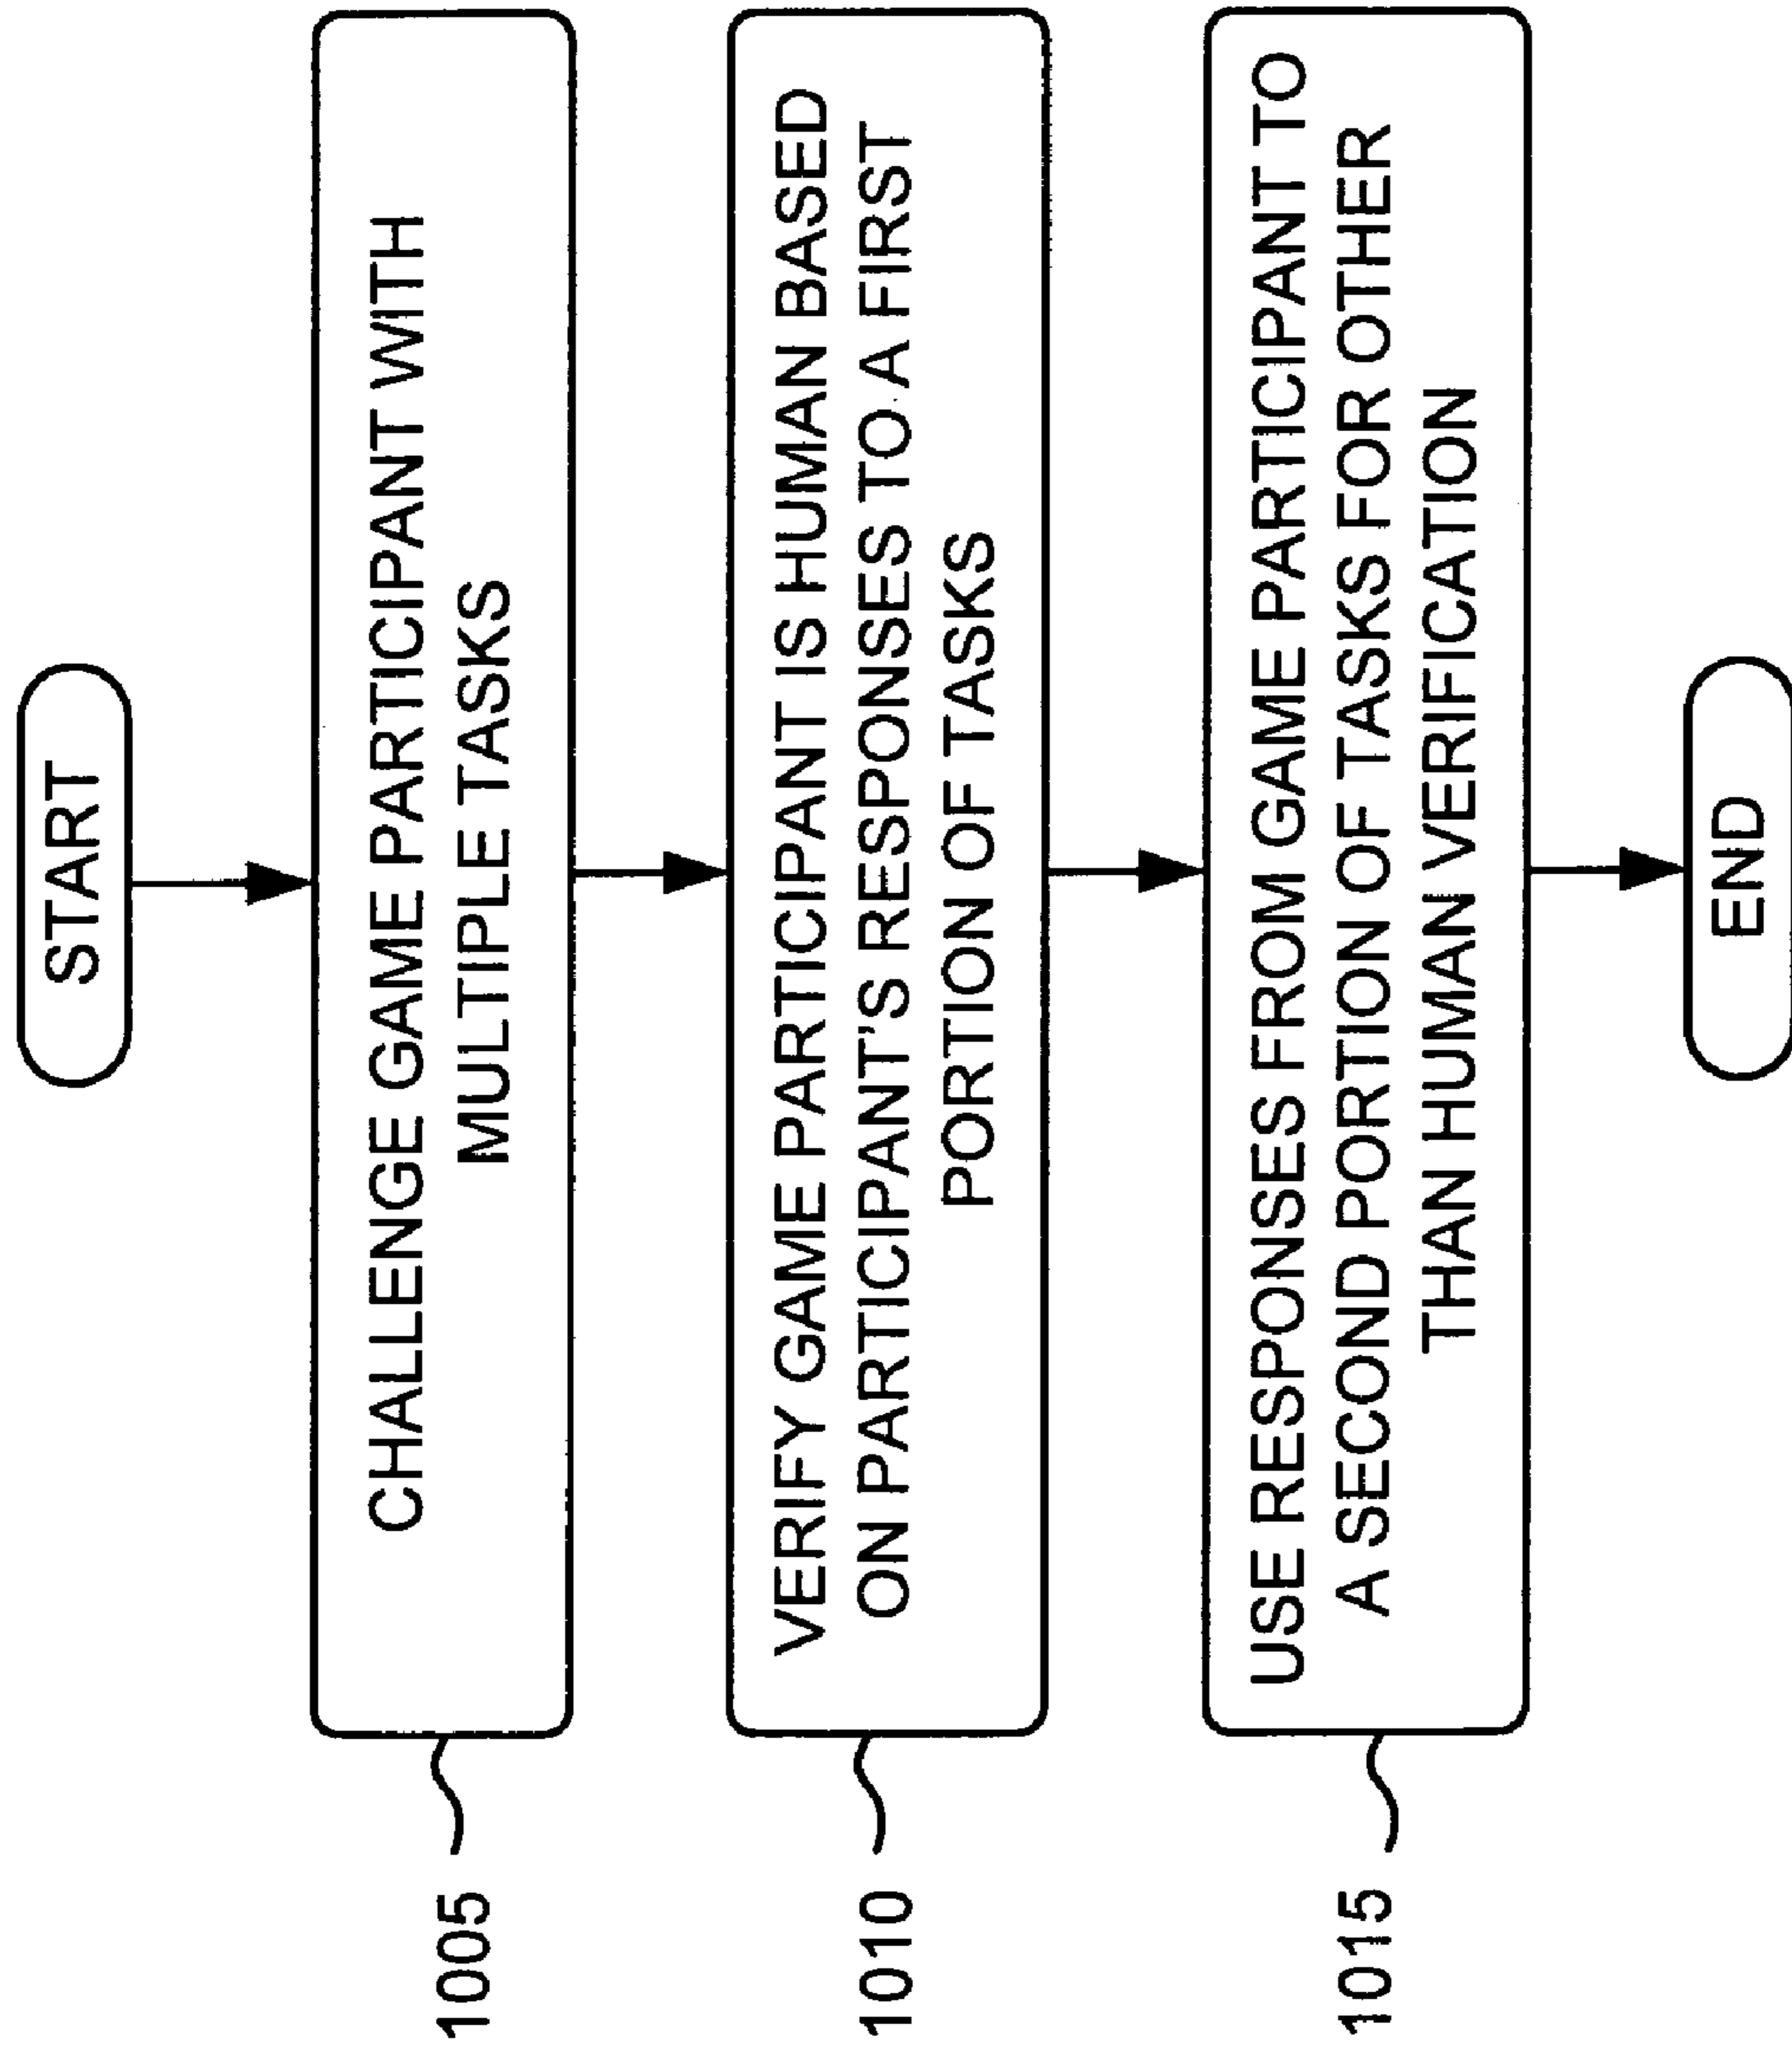 START
CHALLENGE GAME PARTICIPANT WITH
MULTIPLE TASKS
1005
VERIFY GAME PARTICIPANT IS HUMAN BASED
ON PARTICIPANT'S RESPONSES TO A FIRST
PORTION OF TASKS
1010
USE RESPONSES FROM GAME PARTICIPANT TO
A SECOND PORTION OF TASKS FOR OTHER
THAN HUMAN VERIFICATION
1015
END